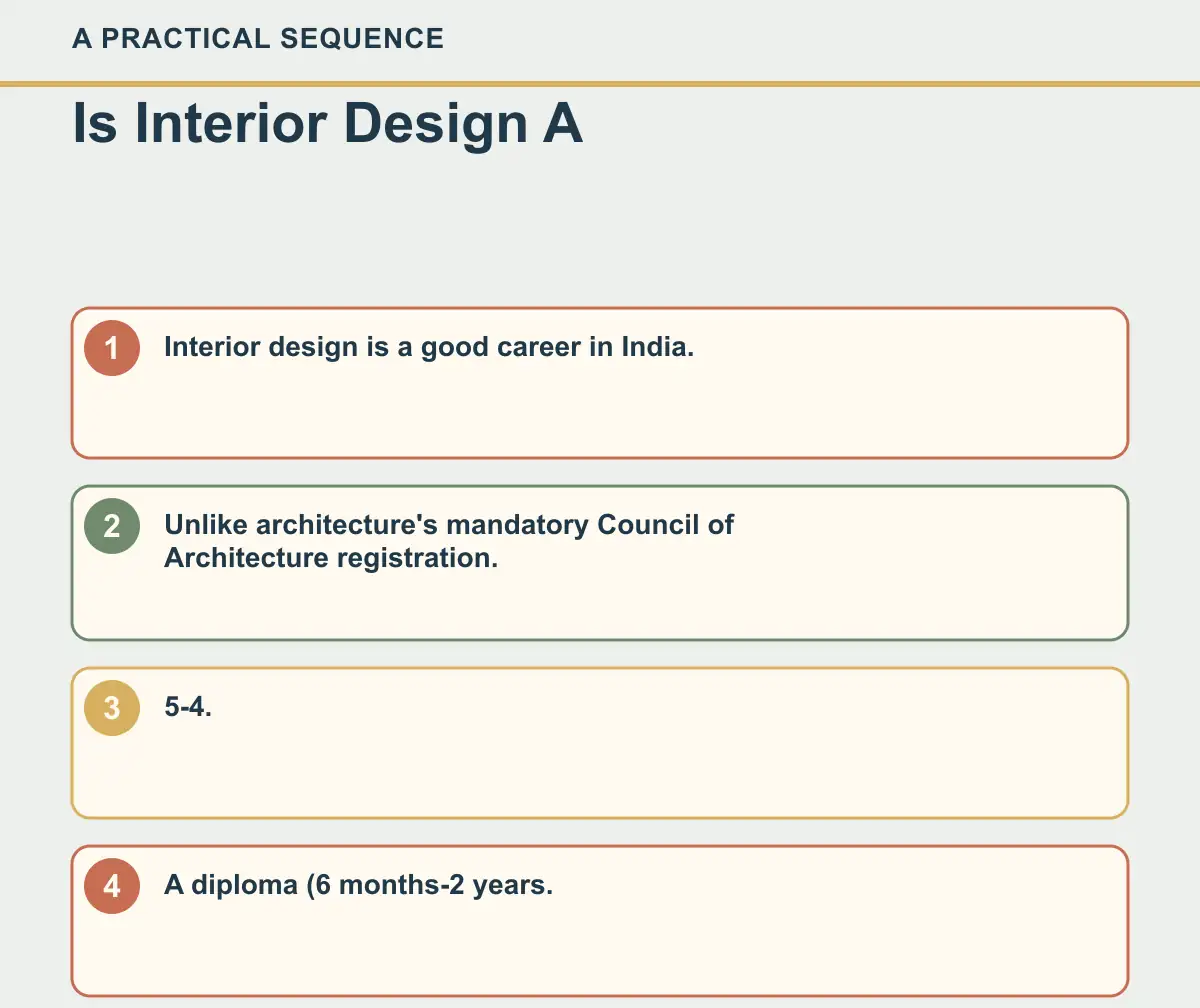 A PRACTICAL SEQUENCE
Is Interior Design A
1
Interior design is a good career in India.
2
Unlike architecture's mandatory Council of
Architecture registration.
3
5-4.
4
A diploma (6 months-2 years.